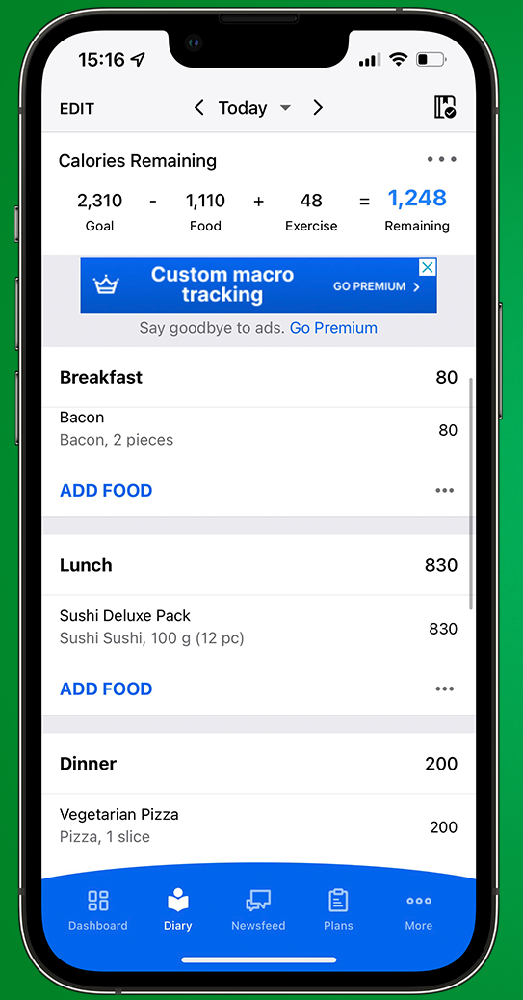 15:16
EDIT
Today
Calories Remaining
2,310 - 1,110 + 48 = 1,248
Goal Food Exercise Remaining
Custom macro
tracking
GO PREMIUM
Say goodbye to ads. Go Premium
Breakfast 80
Bacon 80
Bacon, 2 pieces
ADD FOOD
Lunch 830
Sushi Deluxe Pack 830
Sushi Sushi, 100 g (12 pc)
ADD FOOD
Dinner 200
Vegetarian Pizza 200
Pizza, 1 slice
Dashboard Diary Newsfeed Plans More